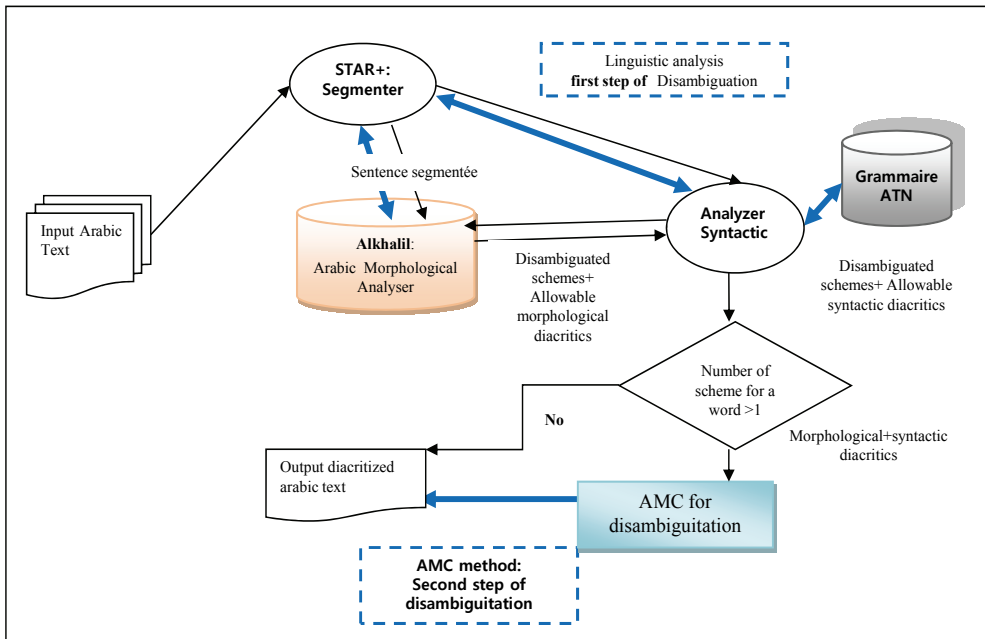 STAR+:
Segmenter
Linguistic analysis
first step of Disambiguation
Sentence segmentée
Grammaire
ATN
Input Arabic
Text
Analyzer
Syntactic
Alkhalil:
Arabic Morphological
Analyser
Disambiguated
schemes+
Allowable
morphological
diacritics
Disambiguated
schemes+ Allowable
syntactic diacritics
Number of
scheme for a
word >1
No
Morphological+syntactic
diacritics
Output diacritized
arabic text
AMC for
disambiguitation
AMC method:
Second step of
disambiguitation